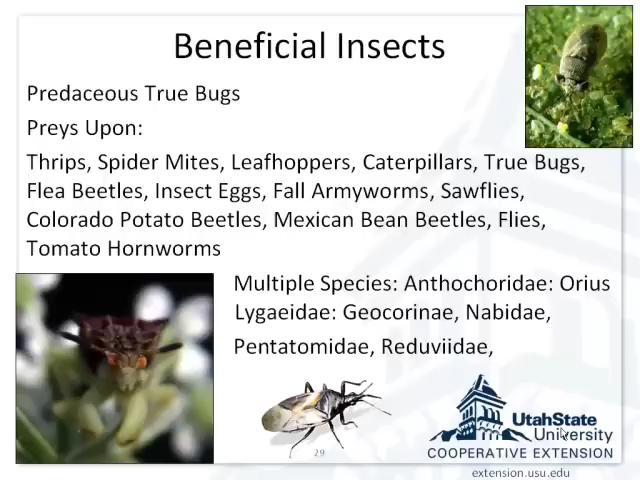 Beneficial Insects
Predaceous True Bugs
Preys Upon:
Thrips, Spider Mites, Leafhoppers, Caterpillars, True Bugs,
Flea Beetles, Insect Eggs, Fall Armyworms, Sawflies,
Colorado Potato Beetles, Mexican Bean Beetles, Flies,
Tomato Hornworms
Multiple Species: Anthochoridae: Orius
Lygaeidae: Geocorinae, Nabidae,
Pentatomidae, Reduviidae,
29
UtahState
University
COOPERATIVE EXTENSION
extension.usu.edu